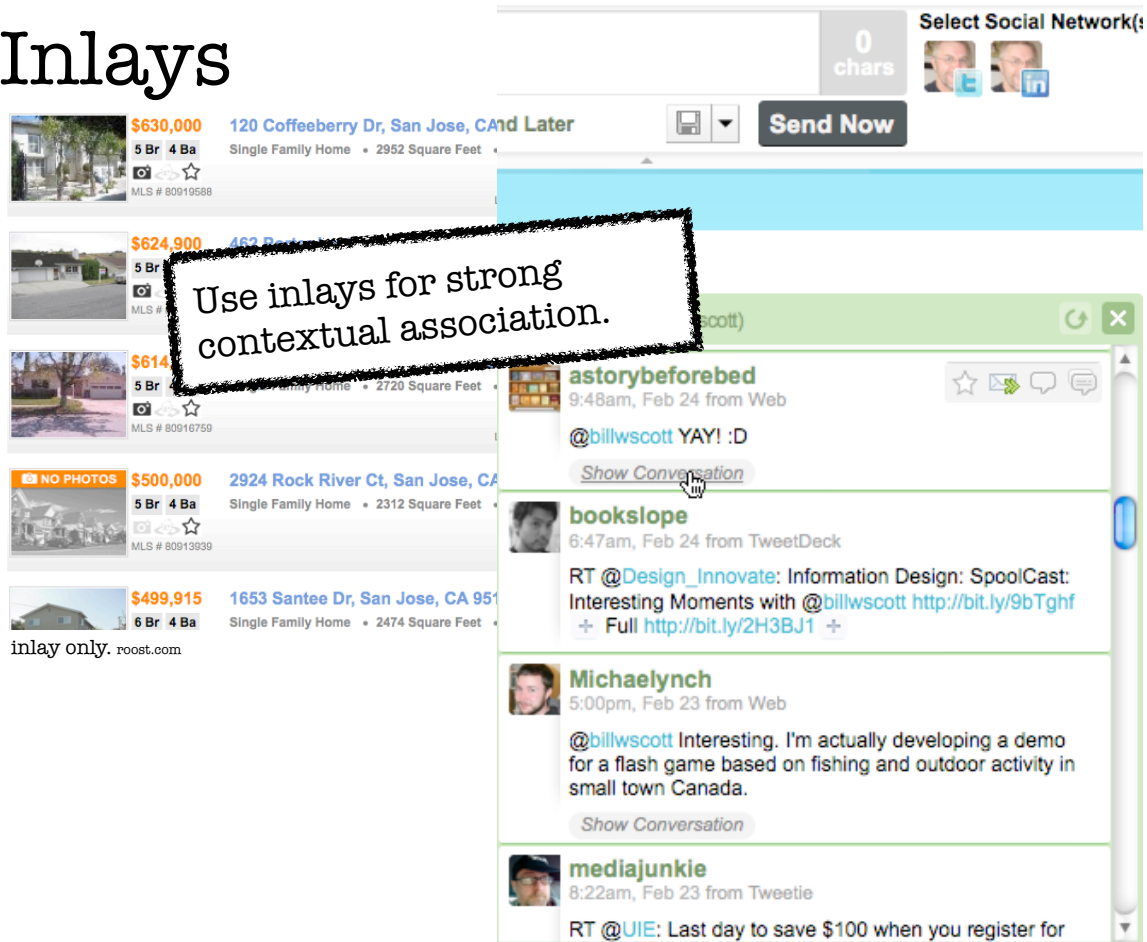 Inlays
$630,000
120 Coffeeberry Dr, San Jose, CA
5 Br 4 Ba
Single Family Home • 2952 Square Feet •
MLS # 80919588
$624,900
462
5 Br
MLS #
$614,
5 Br
Family Home • 2720 Square Feet •
MLS # 80916759
NO PHOTOS
$500,000
2924 Rock River Ct, San Jose, CA
5 Br 4 Ba
Single Family Home • 2312 Square Feet •
MLS # 80913939
$499,915
1653 Santee Dr, San Jose, CA 951
6 Br 4 Ba
Single Family Home • 2474 Square Feet •
inlay only. roost.com
Use inlays for strong
contextual association.
0
chars
Select Social Network(s
nd Later
Send Now
scott)
astorybeforebed
9:48am, Feb 24 from Web
@billwscott YAY! :D
Show Conversation
bookslope
6:47am, Feb 24 from TweetDeck
RT @Design_Innovate: Information Design: SpoolCast:
Interesting Moments with @billwscott http://bit.ly/9bTghf
+ Full http://bit.ly/2H3BJ1 +
Michaelynch
5:00pm, Feb 23 from Web
@billwscott Interesting. I'm actually developing a demo
for a flash game based on fishing and outdoor activity in
small town Canada.
Show Conversation
mediajunkie
8:22am, Feb 23 from Tweetie
RT @UIE: Last day to save $100 when you register for